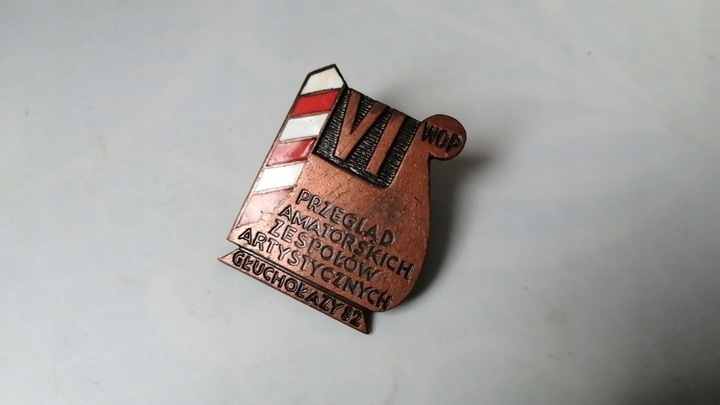 VI
WOP
PRZEGLĄD
AMATORSKICH
ZESPOŁÓW
ARTYSTYCZNYCH
GŁUCHOŁAZY 82